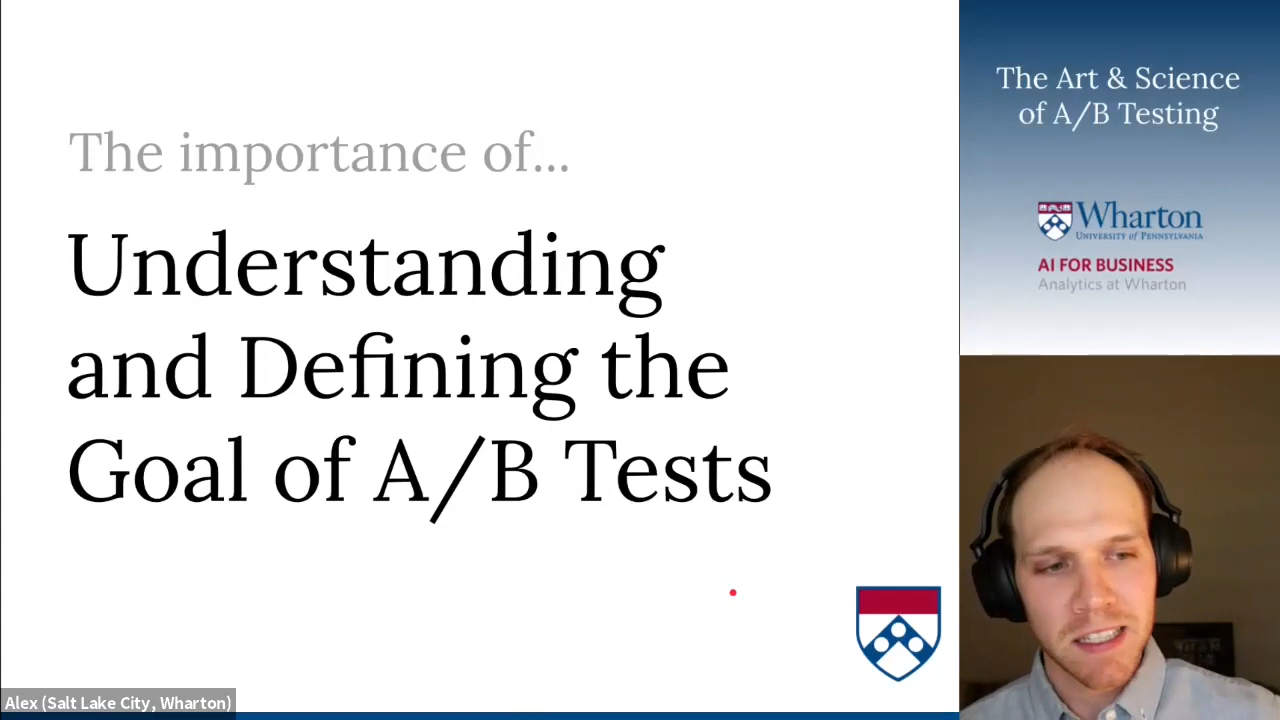 The importance of...
Understanding
and Defining the
Goal of A/B Tests
The Art & Science
of A/B Testing
Wharton
UNIVERSITY of PENNSYLVANIA
AI FOR BUSINESS
Analytics at Wharton
Alex (Salt Lake City, Wharton)